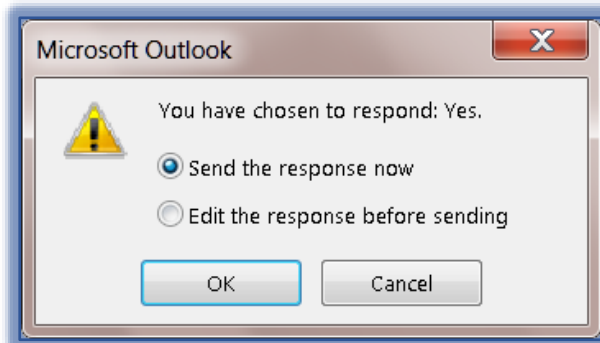 Microsoft Outlook
You have chosen to respond: Yes.
Send the response now
Edit the response before sending
OK
Cancel